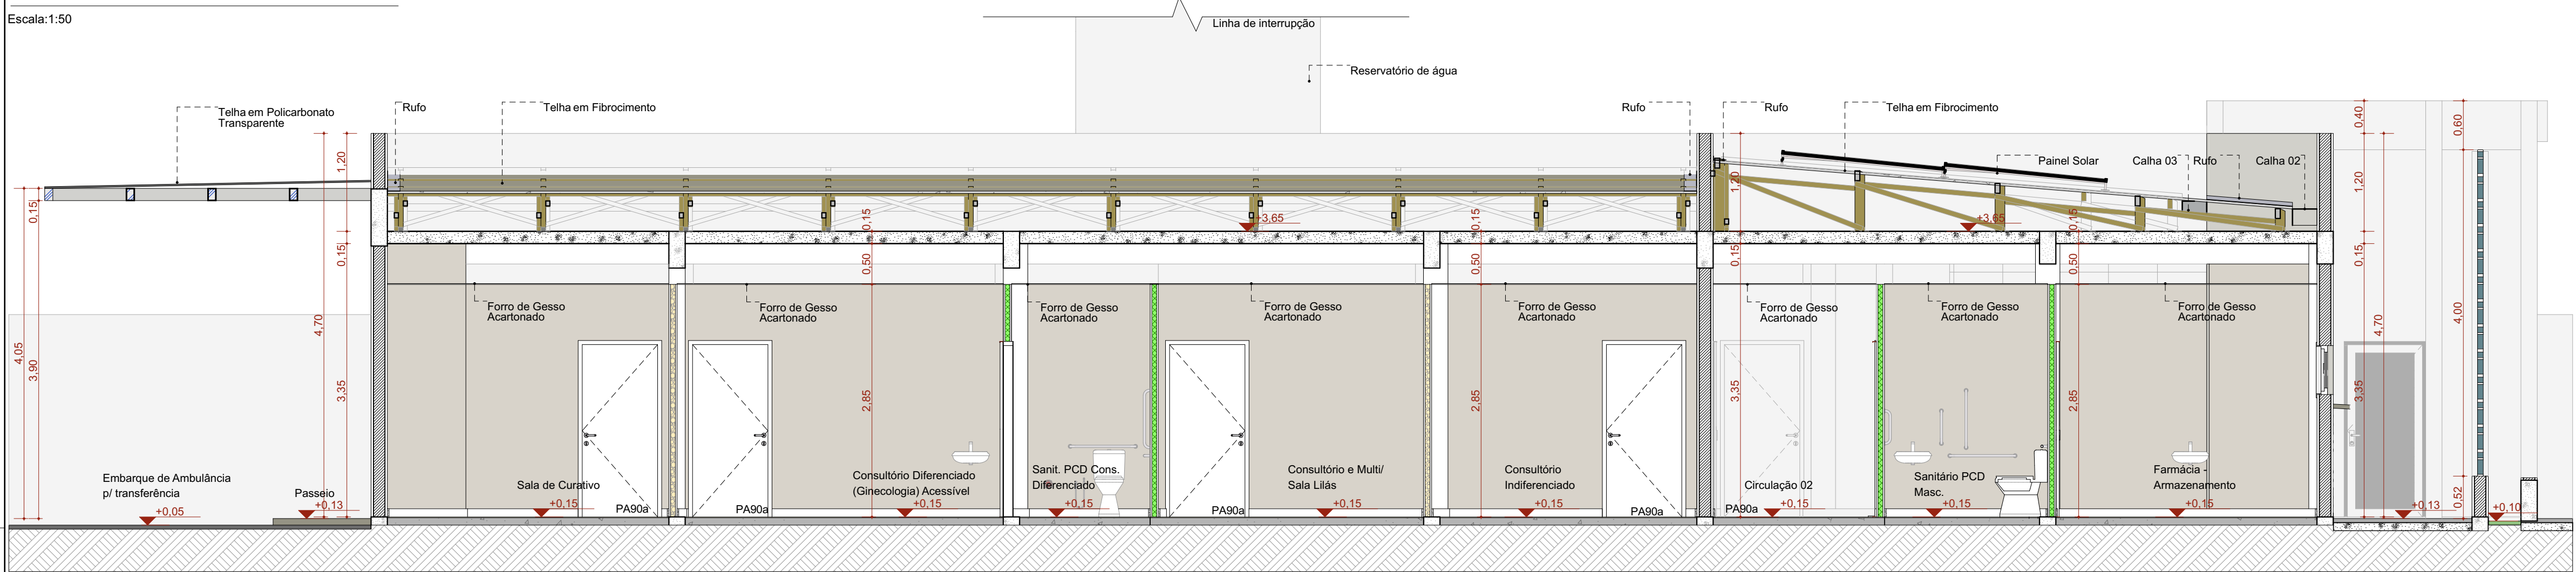 Escala:1:50
Linha de interrupção
Reservatório de água
Telha em Policarbonato
Transparente
Rufo
Telha em Fibrocimento
Rufo
Rufo
Telha em Fibrocimento
Painel Solar
Calha 03
Rufo
Calha 02
1,20
0,15
0,15
4,70
4,05
3,90
3,35
0,15
0,50
2,85
+3,65
0,15
0,50
2,85
1,20
0,15
3,35
+3,65
0,15
0,50
2,85
0,40
1,20
0,15
3,35
4,70
0,60
4,00
0,52
Forro de Gesso
Acartonado
Forro de Gesso
Acartonado
Forro de Gesso
Acartonado
Forro de Gesso
Acartonado
Forro de Gesso
Acartonado
Forro de Gesso
Acartonado
Forro de Gesso
Acartonado
Forro de Gesso
Acartonado
Embarque de Ambulância
p/ transferência
+0,05
Passeio
+0,13
Sala de Curativo
+0,15
PA90a
PA90a
Consultório Diferenciado
(Ginecologia) Acessível
+0,15
Sanit. PCD Cons.
Diferenciado
+0,15
PA90a
Consultório e Multi/
Sala Lilás
+0,15
Consultório
Indiferenciado
+0,15
PA90a
PA90a
Circulação 02
+0,15
Sanitário PCD
Masc.
+0,15
Farmácia -
Armazenamento
+0,15
+0,13
+0,10